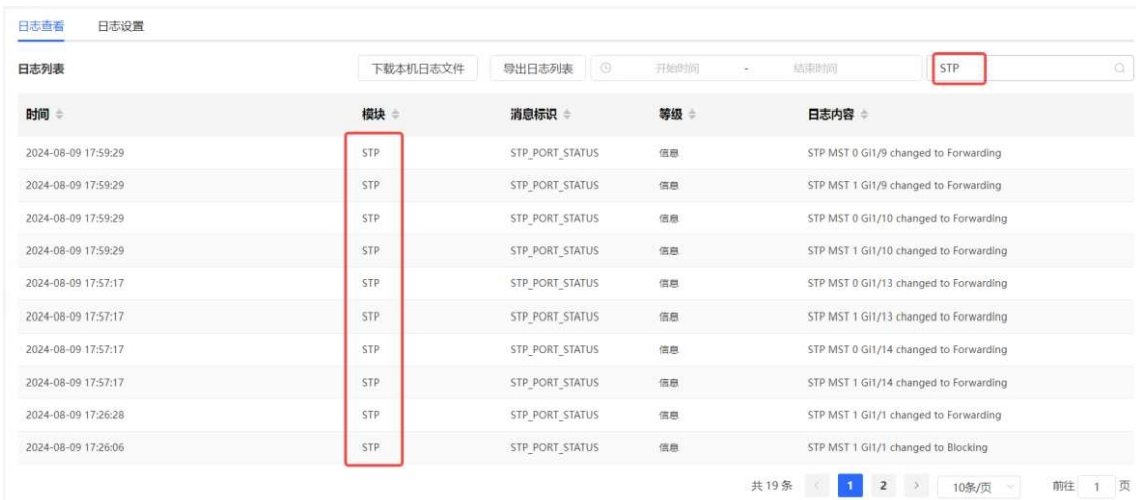 日志查看 日志设置
日志列表 下载本机日志文件 导出日志列表 开始时间 - 结束时间 STP
时间 模块 消息标识 等级 日志内容
2024-08-09 17:59:29 STP STP_PORT_STATUS 信息 STP MST 0 Gi1/9 changed to Forwarding
2024-08-09 17:59:29 STP STP_PORT_STATUS 信息 STP MST 1 Gi1/9 changed to Forwarding
2024-08-09 17:59:29 STP STP_PORT_STATUS 信息 STP MST 0 Gi1/10 changed to Forwarding
2024-08-09 17:59:29 STP STP_PORT_STATUS 信息 STP MST 1 Gi1/10 changed to Forwarding
2024-08-09 17:57:17 STP STP_PORT_STATUS 信息 STP MST 0 Gi1/13 changed to Forwarding
2024-08-09 17:57:17 STP STP_PORT_STATUS 信息 STP MST 1 Gi1/13 changed to Forwarding
2024-08-09 17:57:17 STP STP_PORT_STATUS 信息 STP MST 0 Gi1/14 changed to Forwarding
2024-08-09 17:57:17 STP STP_PORT_STATUS 信息 STP MST 1 Gi1/14 changed to Forwarding
2024-08-09 17:26:28 STP STP_PORT_STATUS 信息 STP MST 1 Gi1/1 changed to Forwarding
2024-08-09 17:26:06 STP STP_PORT_STATUS 信息 STP MST 1 Gi1/1 changed to Blocking
共 19 条 < 1 2 > 10条/页 前往 1 页